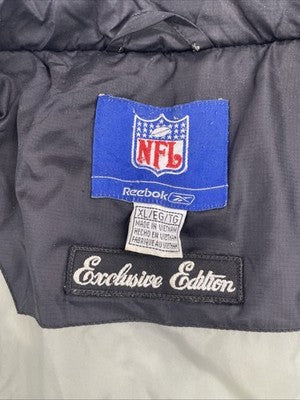 NFL
Reebok
XL/EG/TG
MADE IN VIETNAM
HECHO EN VIETNAM
FABRIQUÉ AU VIETNAM
Exclusive Edition